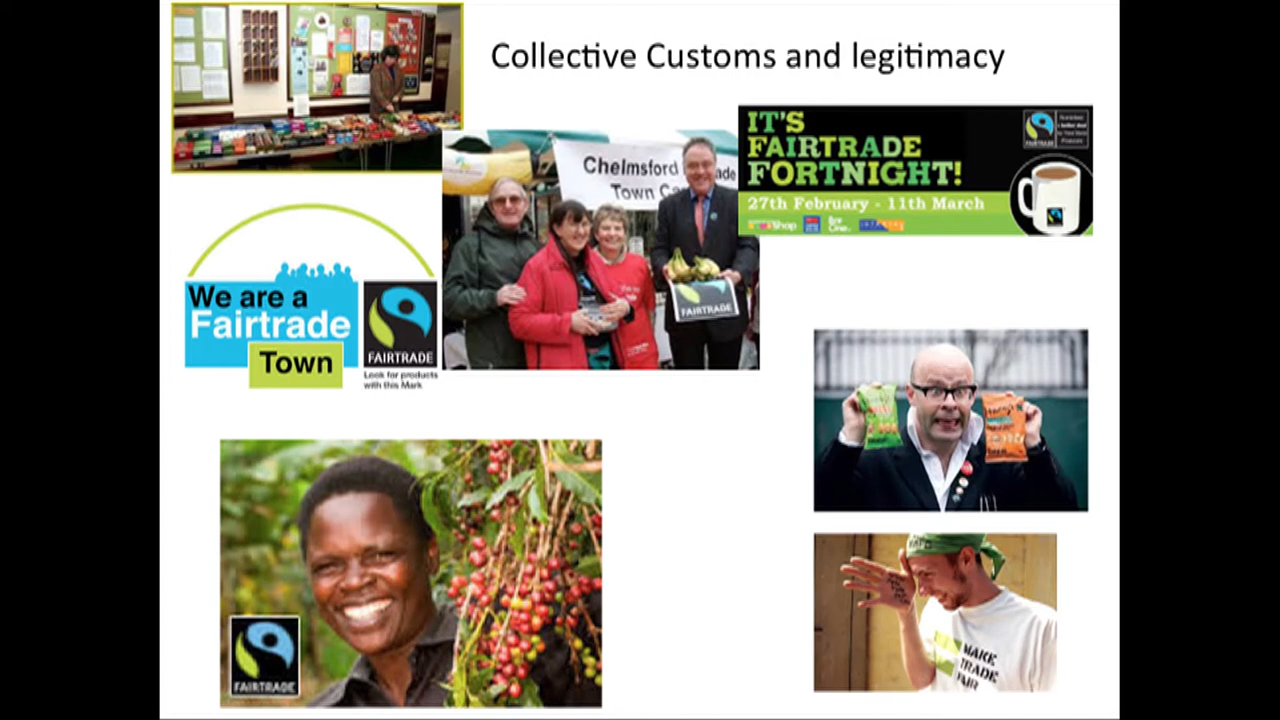 Collective Customs and legitimacy
IT'S
FAIRTRADE
FORTNIGHT!
27th February - 11th March
FAIRTRADE
Chelmsford
Town
FAIRTRADE
We are a
Fairtrade
Town
FAIRTRADE
Look for products
with this Mark
FAIRTRADE
MAKE
TRADE
FAIR